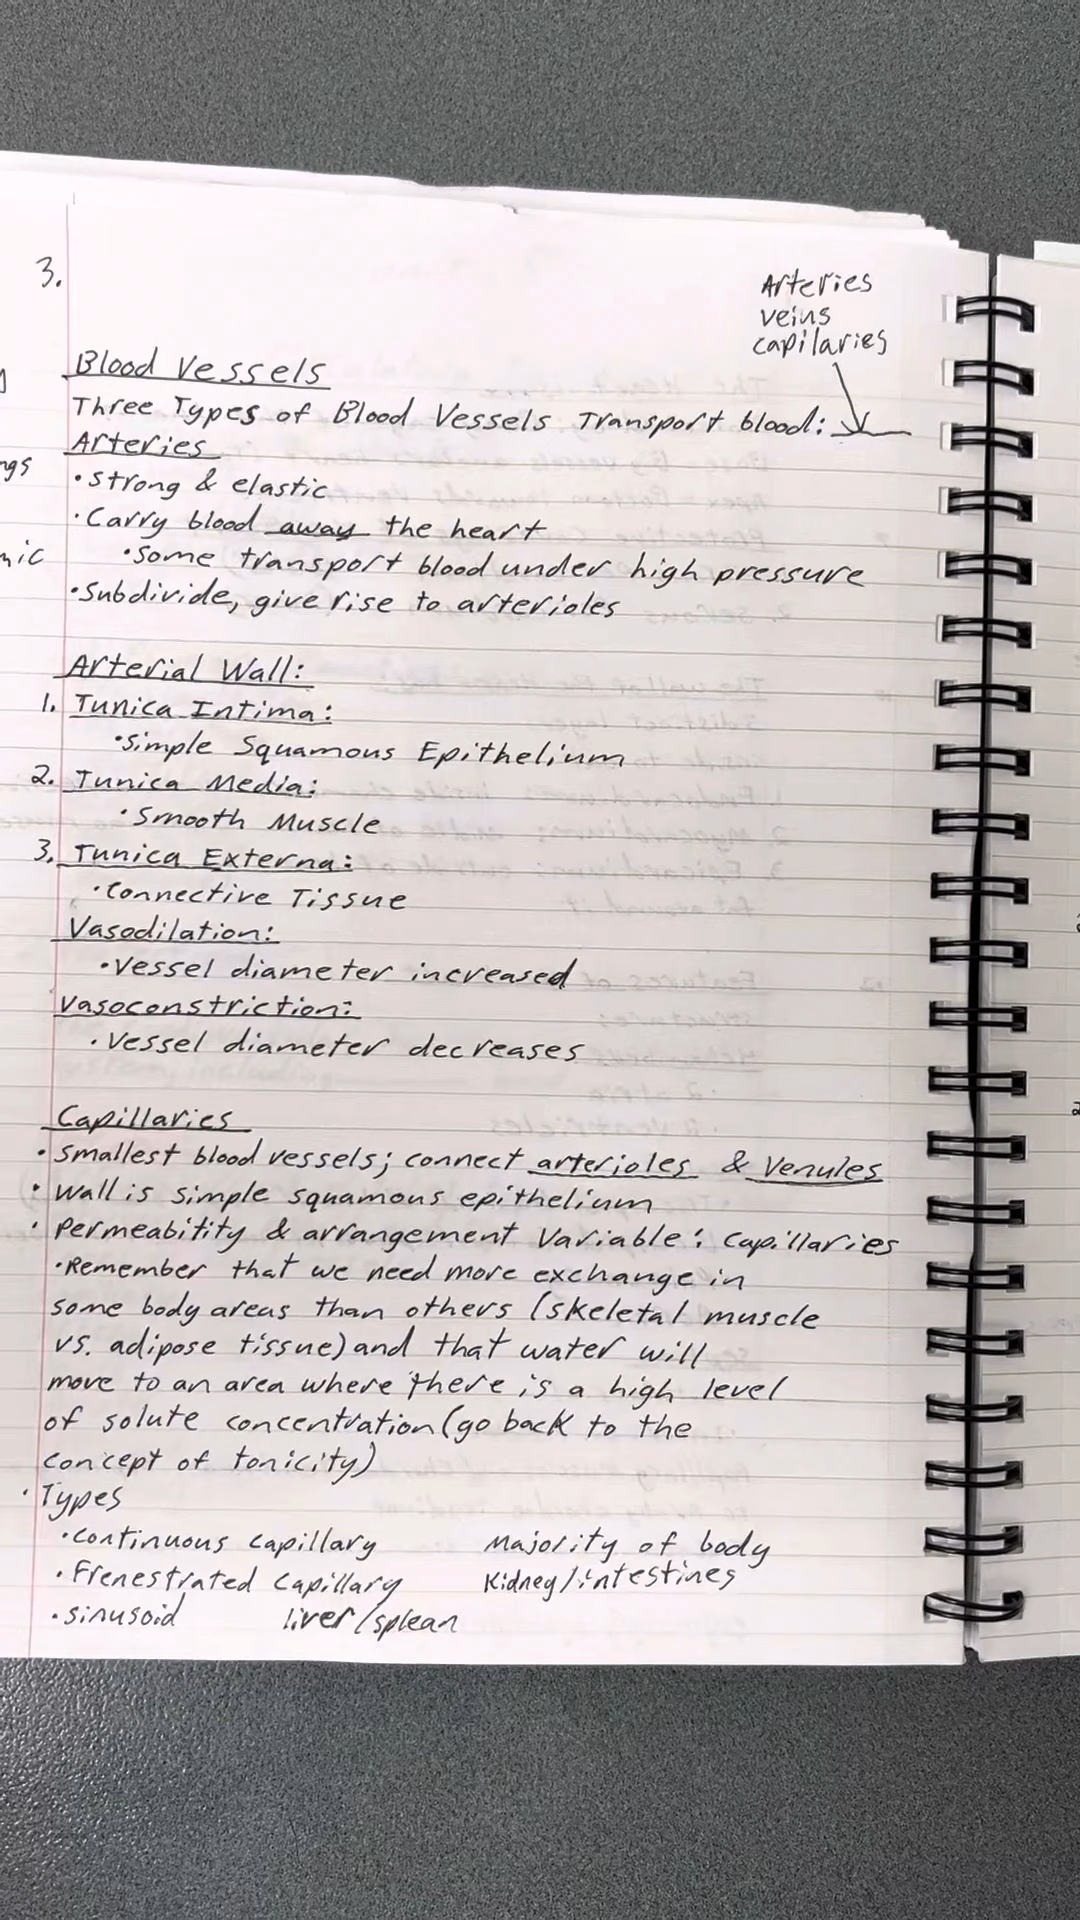 3.
Arteries
veins
capilaries
Blood Vessels
Three Types of Blood Vessels Transport blood:
Arteries
• Strong & elastic
• Carry blood away the heart
• Some transport blood under high pressure
• Subdivide, give rise to arterioles
Arterial Wall:
1. Tunica Intima:
• Simple Squamous Epithelium
2. Tunica Media:
• Smooth Muscle
3. Tunica Externa:
• Connective Tissue
Vasodilation:
• Vessel diameter increased
Vasoconstriction:
• Vessel diameter decreases
Capillaries
• Smallest blood vessels; connect arterioles & Venules
• Wall is simple squamous epithelium
• Permeabitity & arrangement Variable: Capillaries
• Remember that we need more exchange in
some body areas than others (skeletal muscle
vs. adipose tissue) and that water will
move to an area where there is a high level
of solute concentration (go back to the
concept of tonicity)
• Types
• Continuous Capillary Majority of body
• Frenestrated Capillary Kidney/intestines
• Sinusoid liver/splean